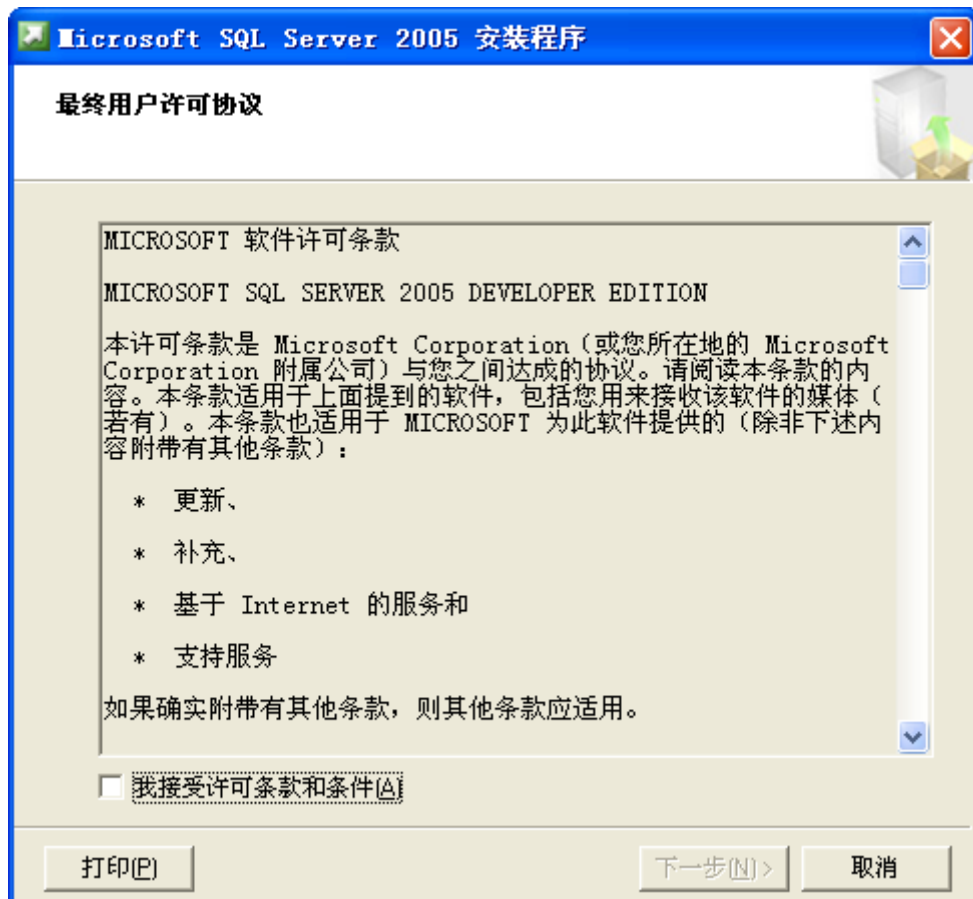 Microsoft SQL Server 2005 安装程序
最终用户许可协议
MICROSOFT 软件许可条款
MICROSOFT SQL SERVER 2005 DEVELOPER EDITION
本许可条款是 Microsoft Corporation（或您所在地的 Microsoft
Corporation 附属公司）与您之间达成的协议。请阅读本条款的内
容。本条款适用于上面提到的软件，包括您用来接收该软件的媒体（
若有）。本条款也适用于 MICROSOFT 为此软件提供的（除非下述内
容附带有其他条款）：
* 更新、
* 补充、
* 基于 Internet 的服务和
* 支持服务
如果确实附带有其他条款，则其他条款应适用。
我接受许可条款和条件(A)
打印(P)
下一步(N)>
取消